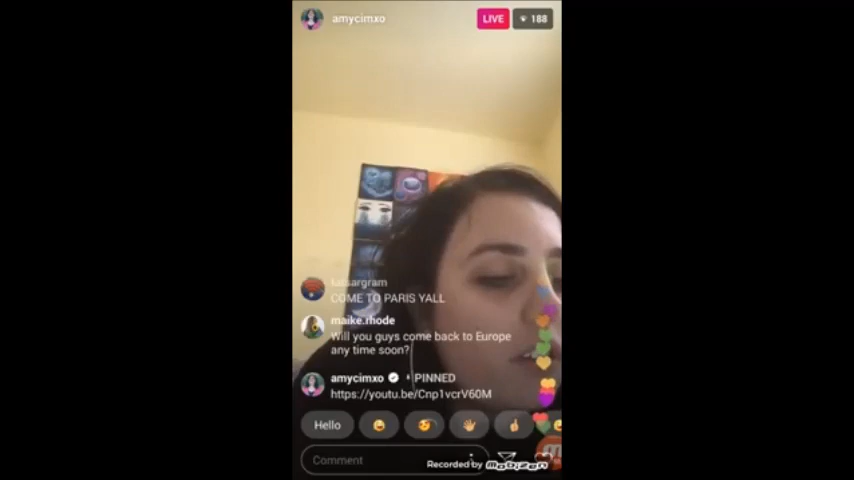 amycimxo
LIVE
188
COME TO PARIS YALL
maike.rhode
Will you guys come back to Europe
any time soon?
amycimxo PINNED
https://youtu.be/Cnp1vcrV60M
Hello
Comment
Recorded by
mobizen